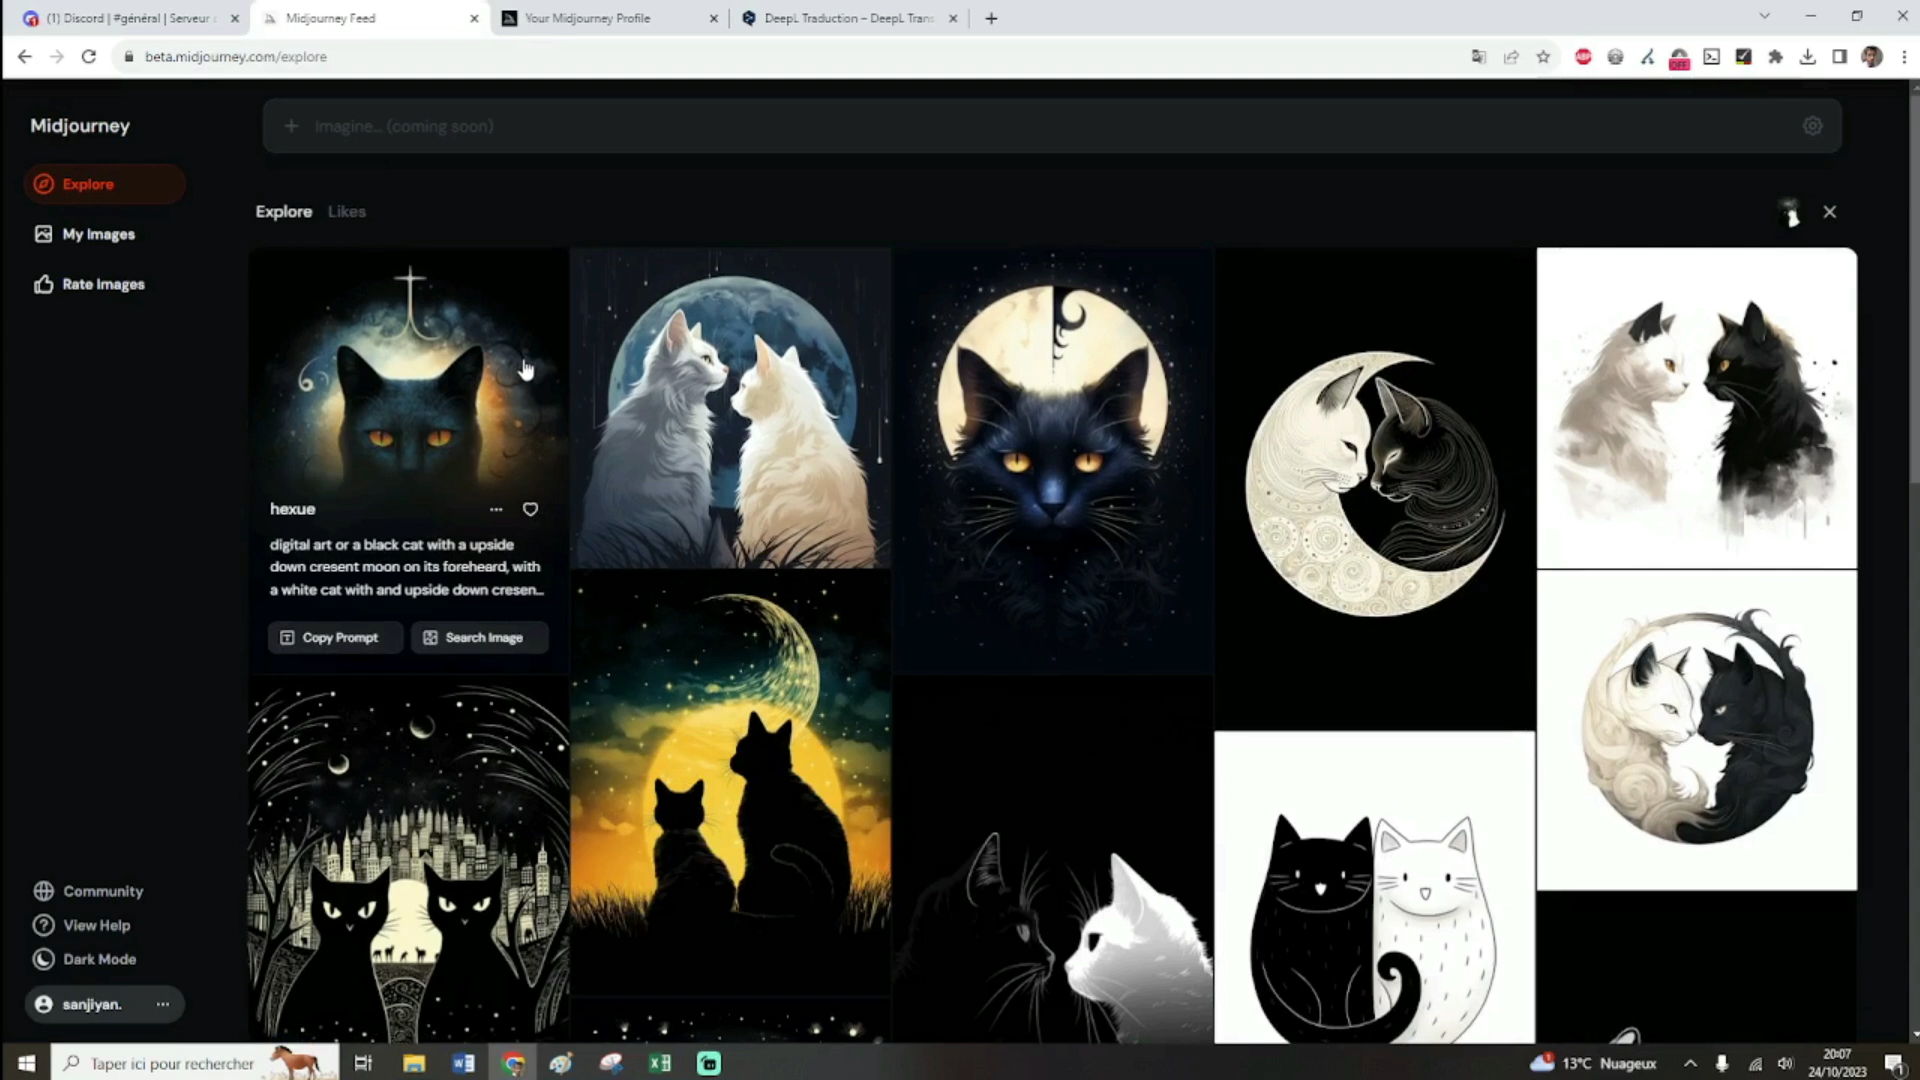 (1) Discord | #général | Serveur
Midjourney Feed
Your Midjourney Profile
DeepL Traduction – DeepL Tran
beta.midjourney.com/explore
OFF
Midjourney
Imagine... (coming soon)
Explore
My Images
Rate Images
Explore Likes
hexue
digital art or a black cat with a upside
down cresent moon on its foreheard, with
a white cat with and upside down cresen...
Copy Prompt
Search Image
Community
View Help
Dark Mode
sanjiyan.
Taper ici pour rechercher
13°C Nuageux
20:07
24/10/2023